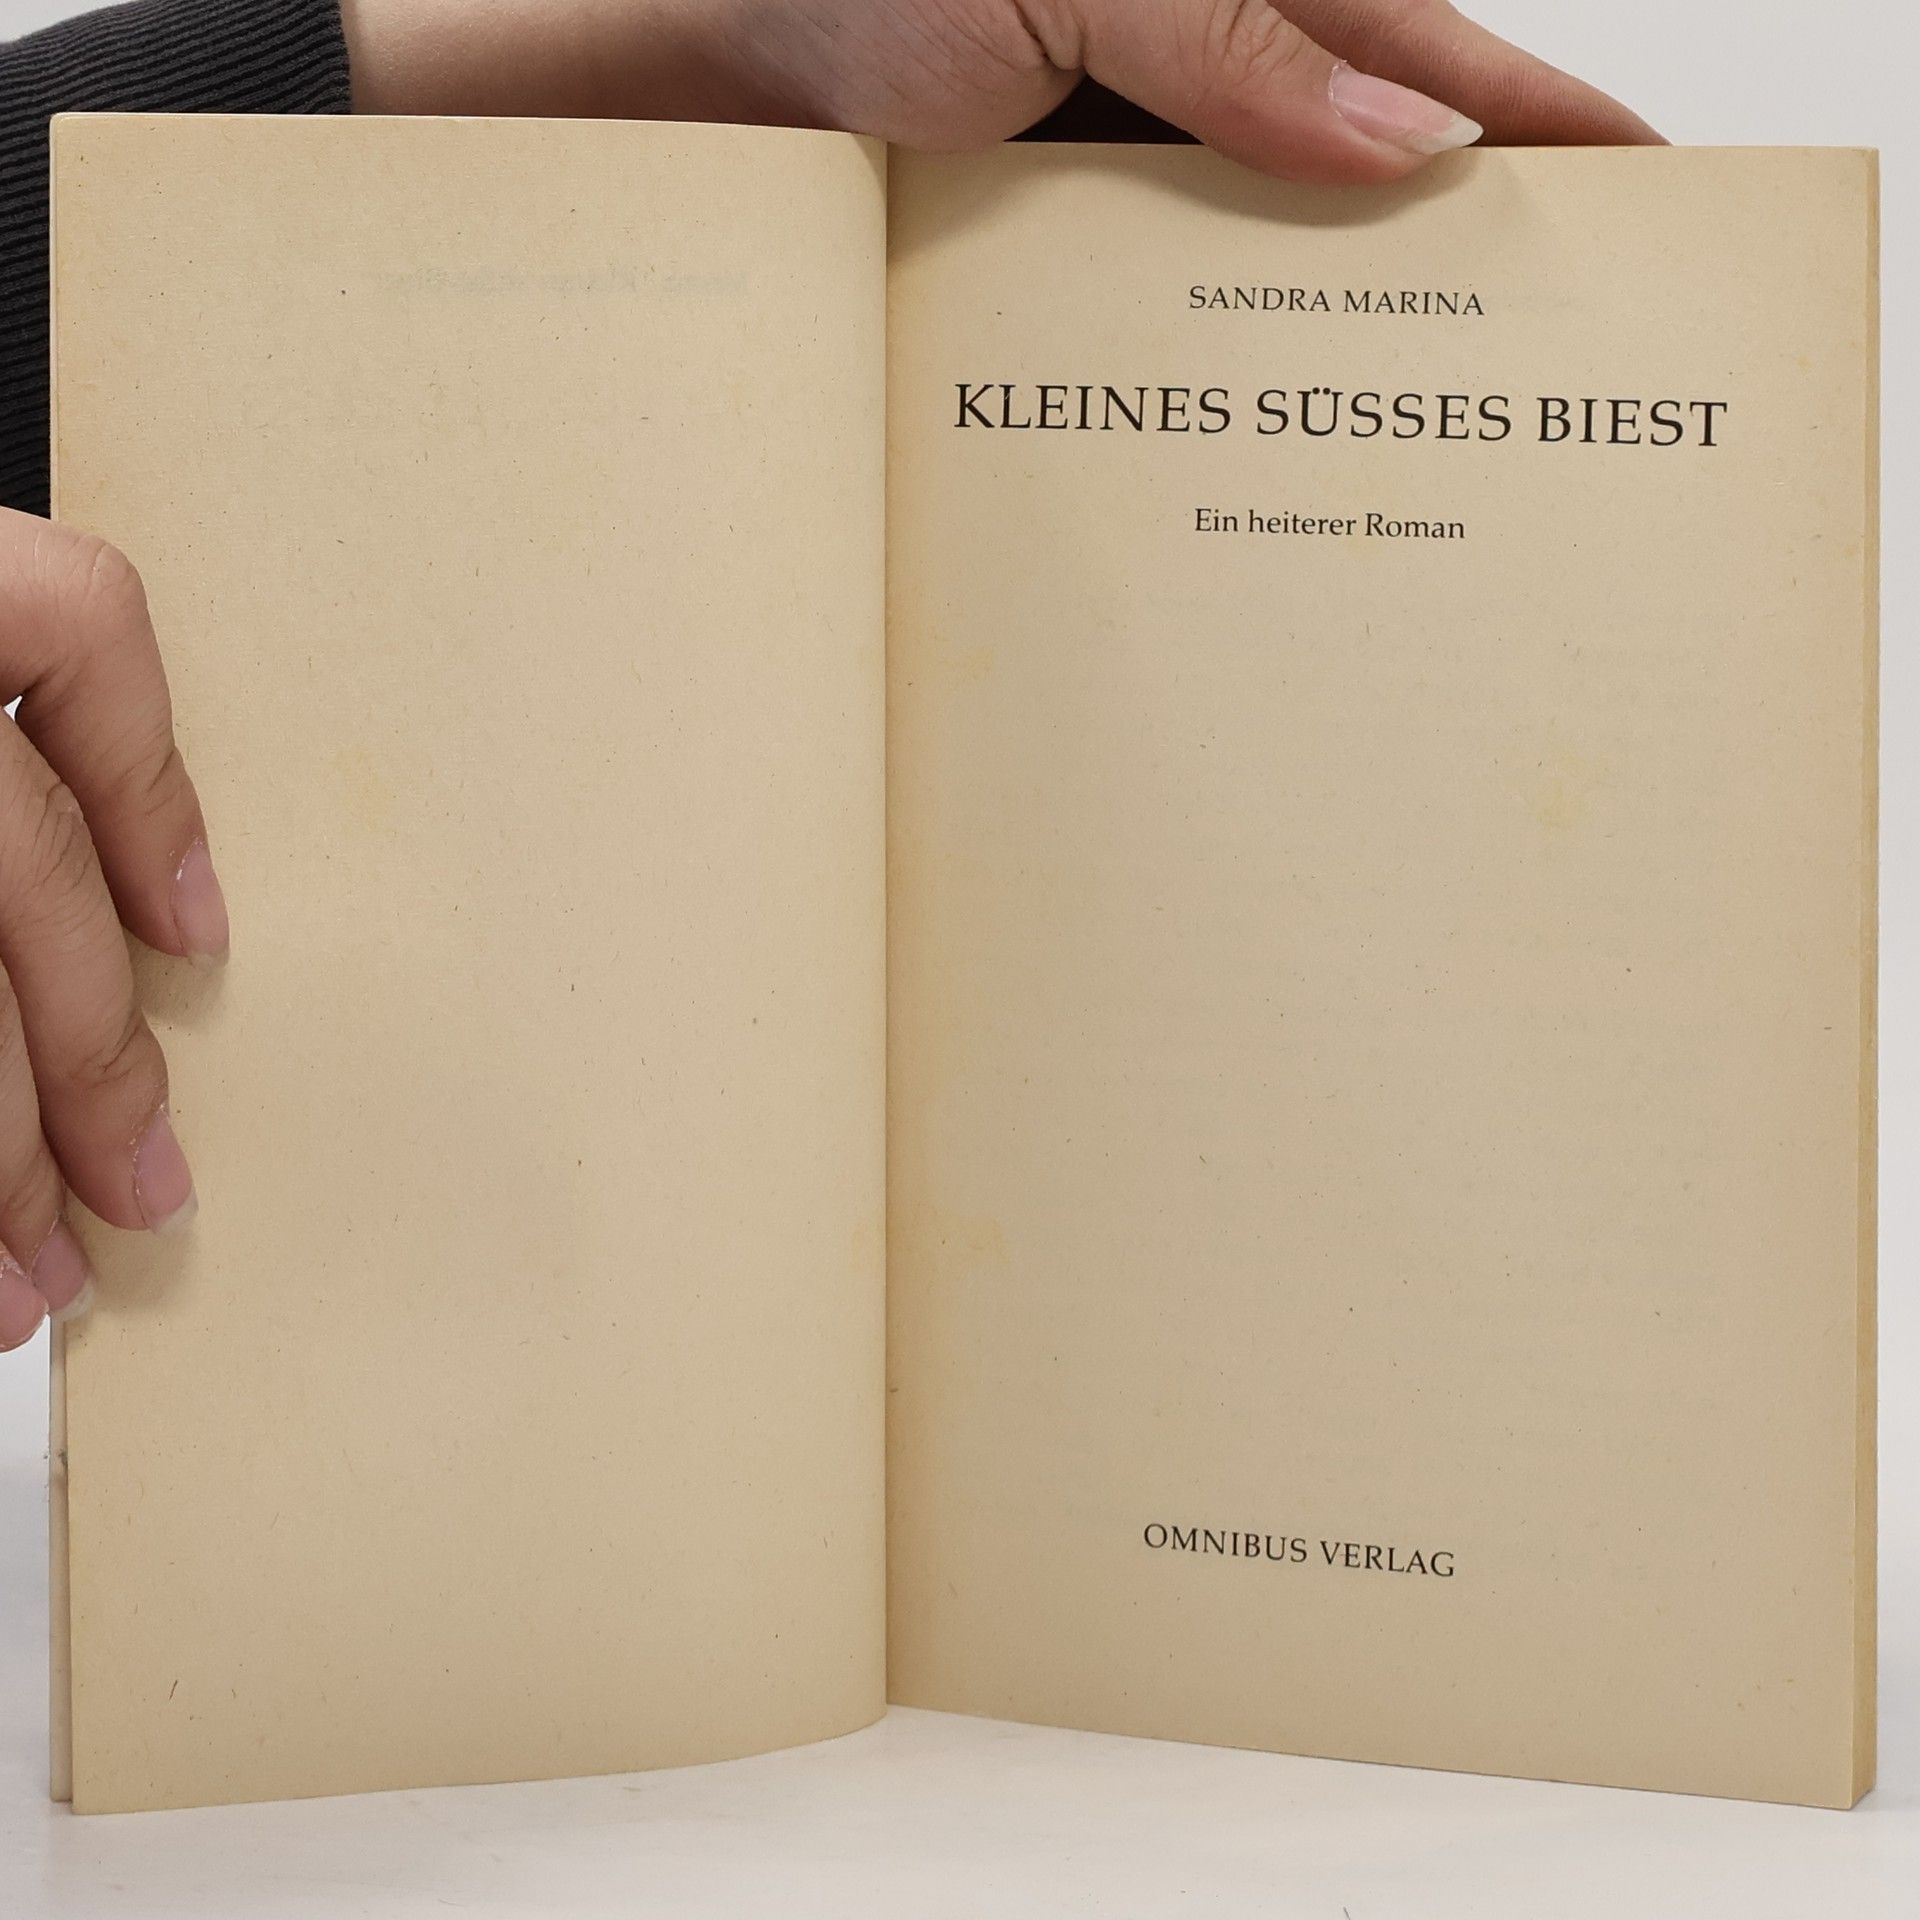 SANDRA MARINA
KLEINES SÜSSES BIEST
Ein heiterer Roman
OMNIBUS VERLAG